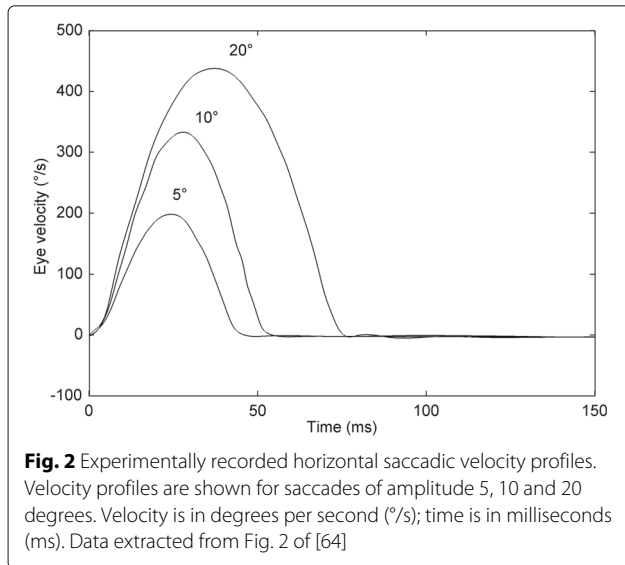 500
20°
400
10°
300
5°
200
100
0
-100
Eye velocity (°/s)
0
50
100
150
Time (ms)
Fig. 2 Experimentally recorded horizontal saccadic velocity profiles.
Velocity profiles are shown for saccades of amplitude 5, 10 and 20
degrees. Velocity is in degrees per second (°/s); time is in milliseconds
(ms). Data extracted from Fig. 2 of [64]